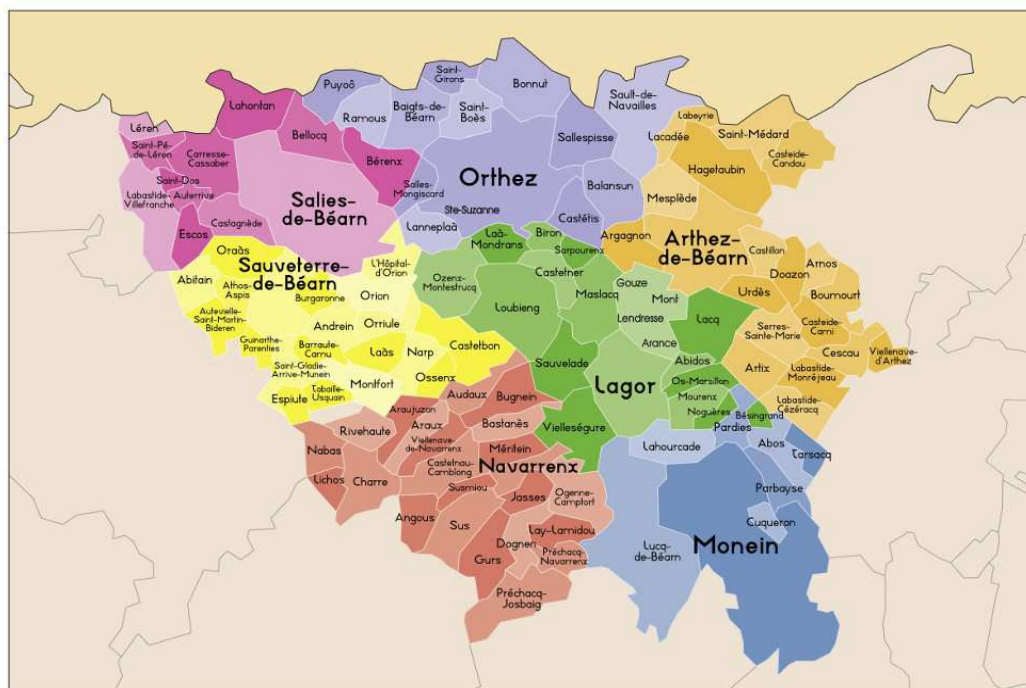 Saint-
Girons
Bonnut
Puyoô
Ramous
Baigts-de-
Béarn
Saint-
Boès
Sault-de-
Navailles
Sallespisse
Orthez
Balansun
Salles-
Mongiscard
Ste-Suzanne
Castétis
Lanneplaà
Lahontan
Bellocq
Bérenx
Léren
Saint-Pé-
de-Léren
Carresse-
Cassaber
Saint-Dos
Labastide-
Villefranche
Auterrive
Salies-
de-Béarn
Castagnède
Escos
Labeyrie
Lacadée
Saint-Médard
Casteide-
Candau
Hagetaubin
Mesplède
Argagnon
Arthez-
de-Béarn
Castillon
Arnos
Doazon
Urdès
Boumourt
Serres-
Sainte-Marie
Casteide-
Cami
Cescau
Viellenave-
d'Arthez
Artix
Labastide-
Monréjeau
Labastide-
Cézéracq
Oraàs
Sauveterre-
de-Béarn
L'Hôpital-
d'Orion
Abitain
Athos-
Aspis
Burgaronne
Orion
Autevielle-
Saint-Martin-
Bideren
Andrein
Orriule
Guinarthe-
Parenties
Barraute-
Camu
Laàs
Narp
Castetbon
Saint-Gladie-
Arrive-Munein
Tabaille-
Usquain
Montfort
Ossenx
Espiute
Laà-
Mondrans
Biron
Sarpourenx
Castetner
Ozenx-
Montestrucq
Loubieng
Maslacq
Gouze
Mont
Lendresse
Lacq
Arance
Abidos
Sauvelade
Lagor
Os-Marsillon
Mourenx
Noguères
Bésingrand
Vielleségure
Audaux
Bugnein
Araujuzon
Araux
Bastanès
Rivehaute
Viellenave-
de-Navarrenx
Méritein
Nabas
Castetnau-
Camblong
Navarrenx
Lichos
Charre
Susmiou
Jasses
Ogenne-
Camptort
Angous
Sus
Lay-Lamidou
Dognen
Préchacq-
Navarrenx
Gurs
Préchacq-
Josbaig
Pardies
Lahourcade
Abos
Tarsacq
Parbayse
Cuqueron
Lucq-
de-Béarn
Monein